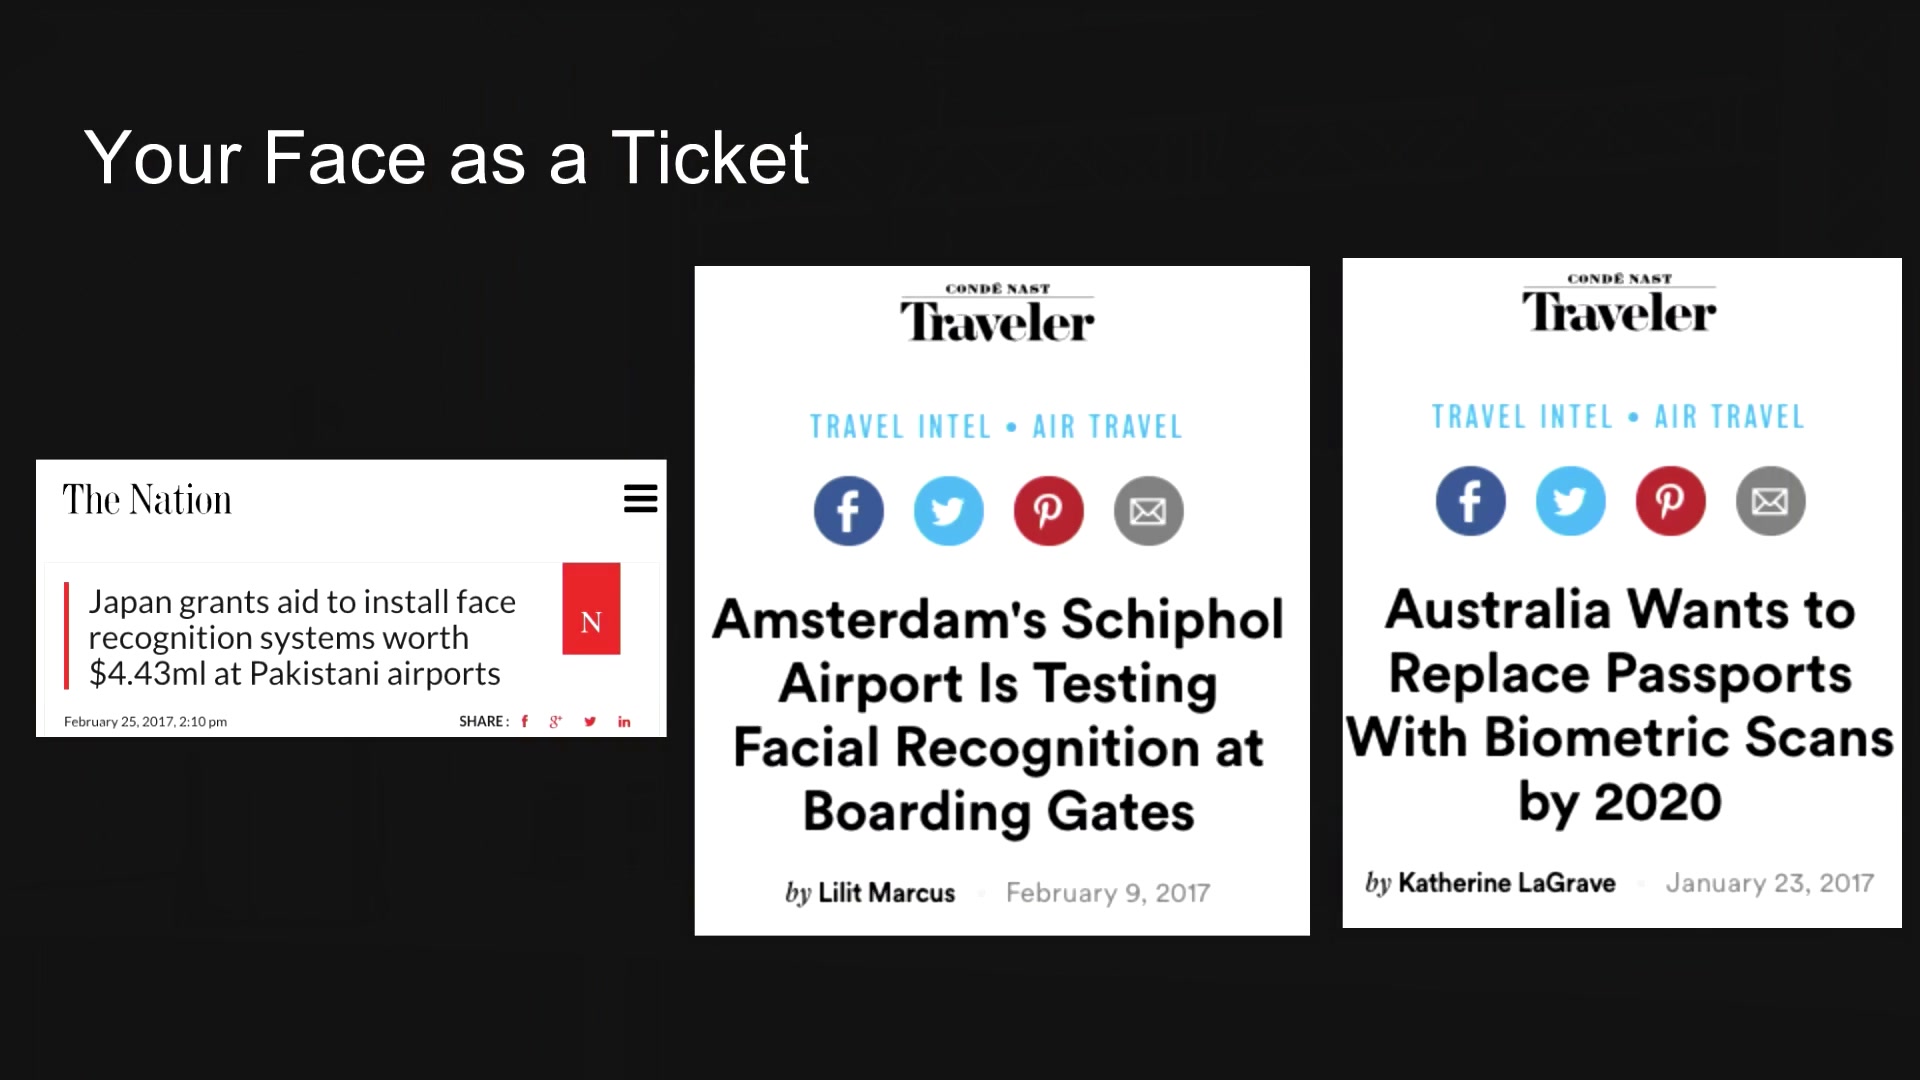 Your Face as a Ticket
The Nation
Japan grants aid to install face
recognition systems worth
$4.43ml at Pakistani airports
N
February 25, 2017, 2:10 pm
SHARE :
CONDÉ NAST
Traveler
TRAVEL INTEL • AIR TRAVEL
Amsterdam's Schiphol
Airport Is Testing
Facial Recognition at
Boarding Gates
by Lilit Marcus
February 9, 2017
CONDÉ NAST
Traveler
TRAVEL INTEL • AIR TRAVEL
Australia Wants to
Replace Passports
With Biometric Scans
by 2020
by Katherine LaGrave
January 23, 2017